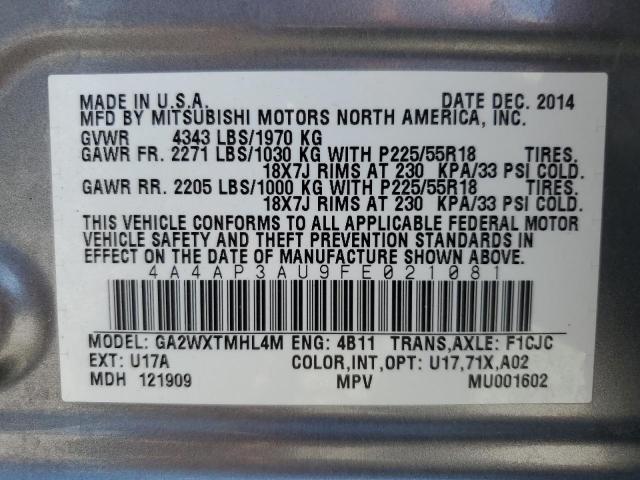 MADE IN U.S.A. DATE DEC. 2014
MFD BY MITSUBISHI MOTORS NORTH AMERICA, INC.
GVWR 4343 LBS/1970 KG
GAWR FR. 2271 LBS/1030 KG WITH P225/55R18 TIRES.
18X7J RIMS AT 230 KPA/33 PSI COLD.
GAWR RR. 2205 LBS/1000 KG WITH P225/55R18 TIRES.
18X7J RIMS AT 230 KPA/33 PSI COLD.
THIS VEHICLE CONFORMS TO ALL APPLICABLE FEDERAL MOTOR
VEHICLE SAFETY AND THEFT PREVENTION STANDARDS IN
EFFECT ON THE DATE OF MANUFACTURE SHOWN ABOVE.
4A4AP3AU9FE021081
MODEL: GA2WXTMHL4M ENG: 4B11 TRANS,AXLE: F1CJC
EXT: U17A COLOR,INT,OPT: U17,71X,A02
MDH 121909 MPV MU001602